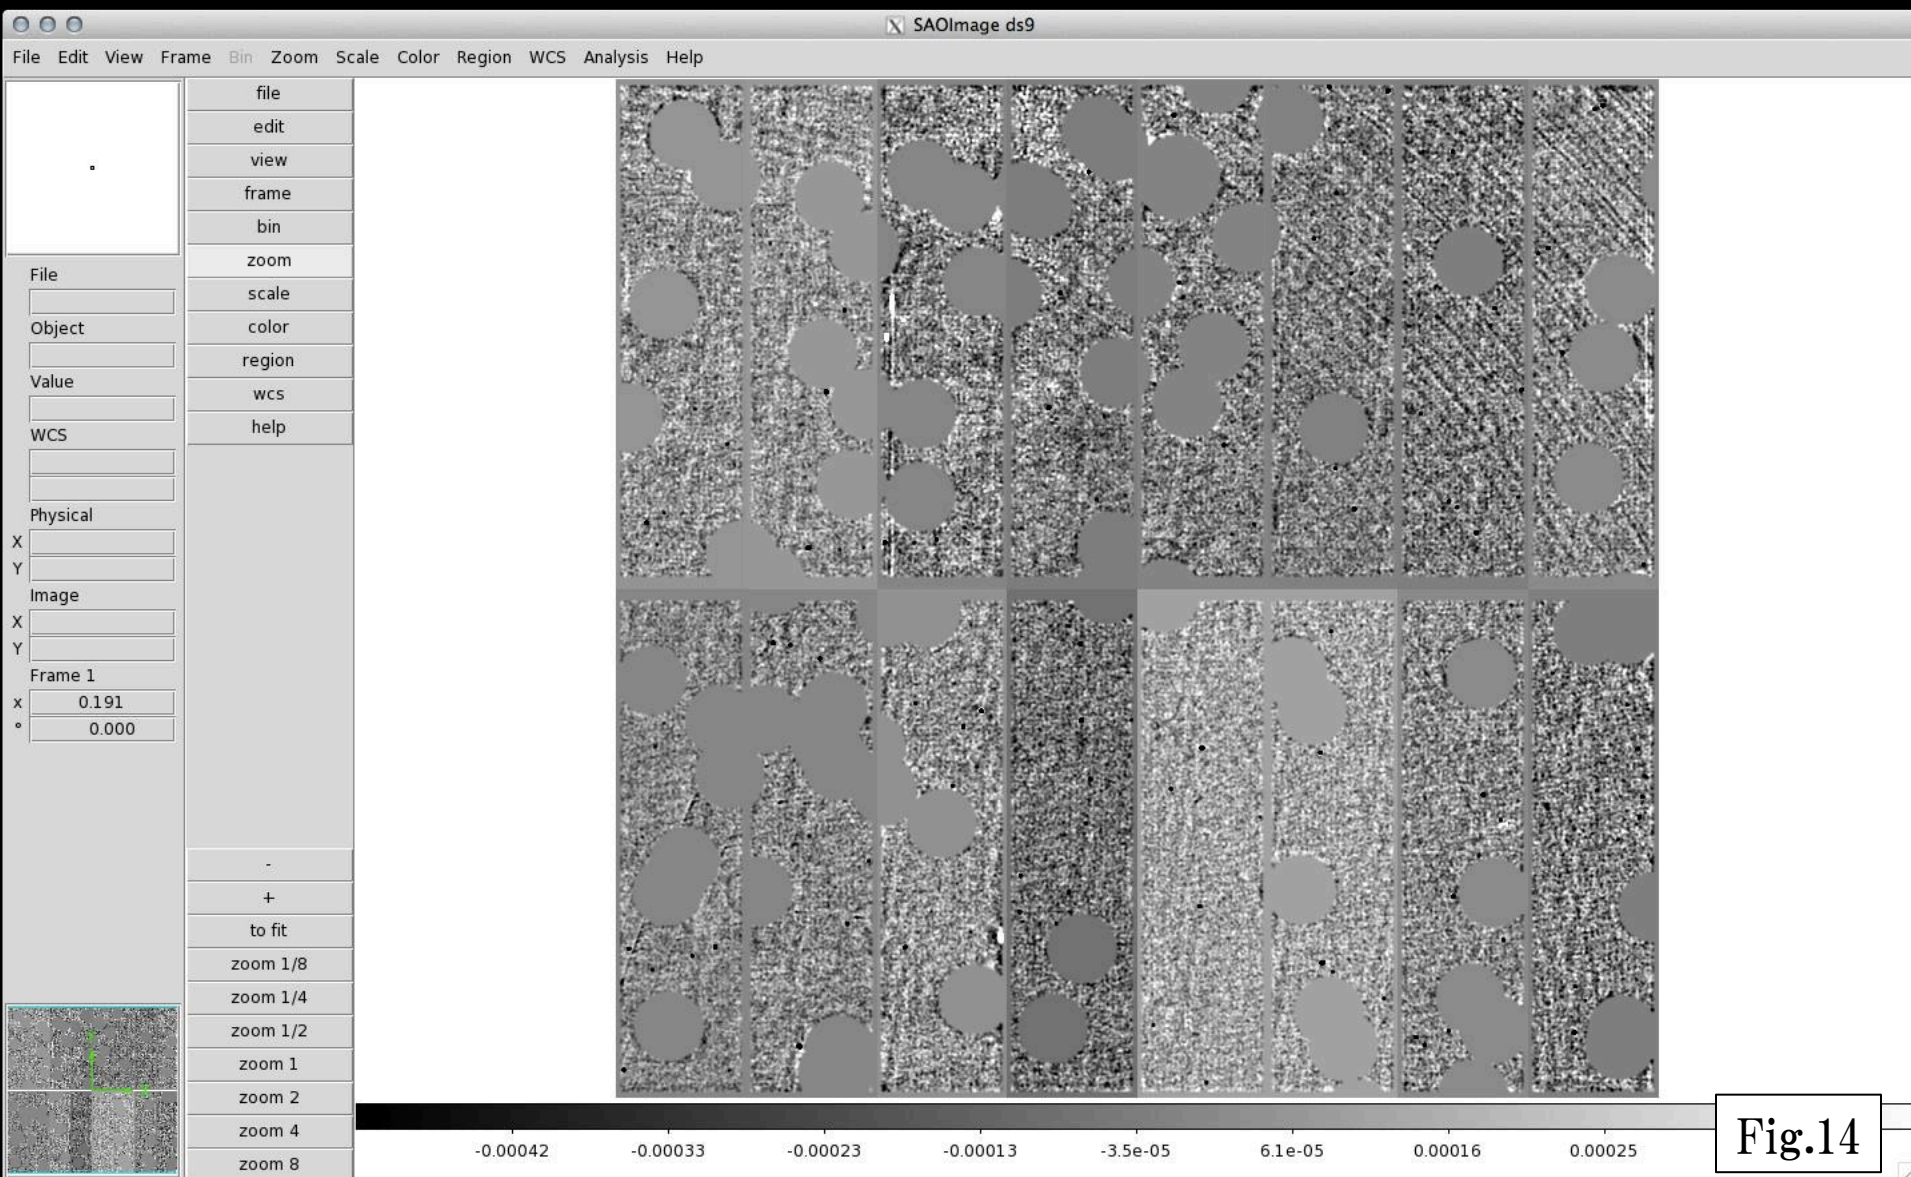 SAOImage ds9
File Edit View Frame Bin Zoom Scale Color Region WCS Analysis Help
file
edit
view
frame
bin
zoom
scale
color
region
wcs
help
File
Object
Value
WCS
Physical
X
Y
Image
X
Y
Frame 1
x 0.191
° 0.000
-
+
to fit
zoom 1/8
zoom 1/4
zoom 1/2
zoom 1
zoom 2
zoom 4
zoom 8
-0.00042 -0.00033 -0.00023 -0.00013 -3.5e-05 6.1e-05 0.00016 0.00025
Fig.14